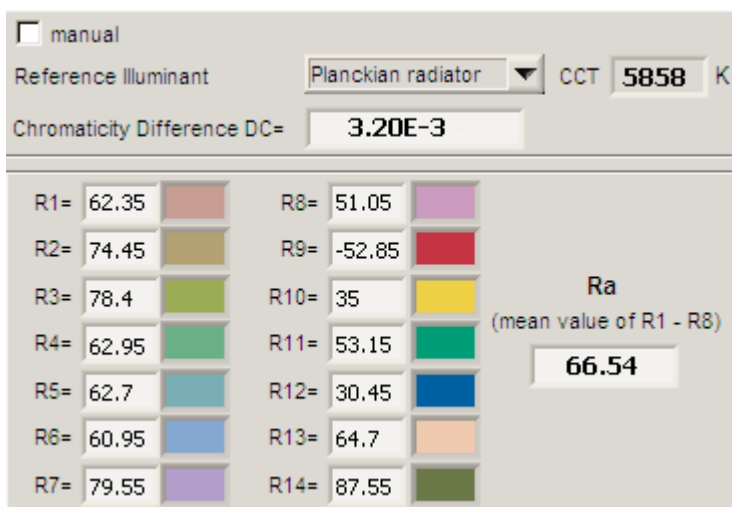 manual
Reference Illuminant Planckian radiator CCT 5858 K
Chromaticity Difference DC= 3.20E-3
R1= 62.35 R8= 51.05
R2= 74.45 R9= -52.85
R3= 78.4 R10= 35
R4= 62.95 R11= 53.15
R5= 62.7 R12= 30.45
R6= 60.95 R13= 64.7
R7= 79.55 R14= 87.55
Ra
(mean value of R1 - R8)
66.54